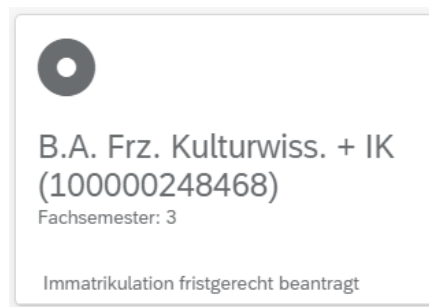 B.A. Frz. Kulturwiss. + IK
(100000248468)
Fachsemester: 3
Immatrikulation fristgerecht beantragt